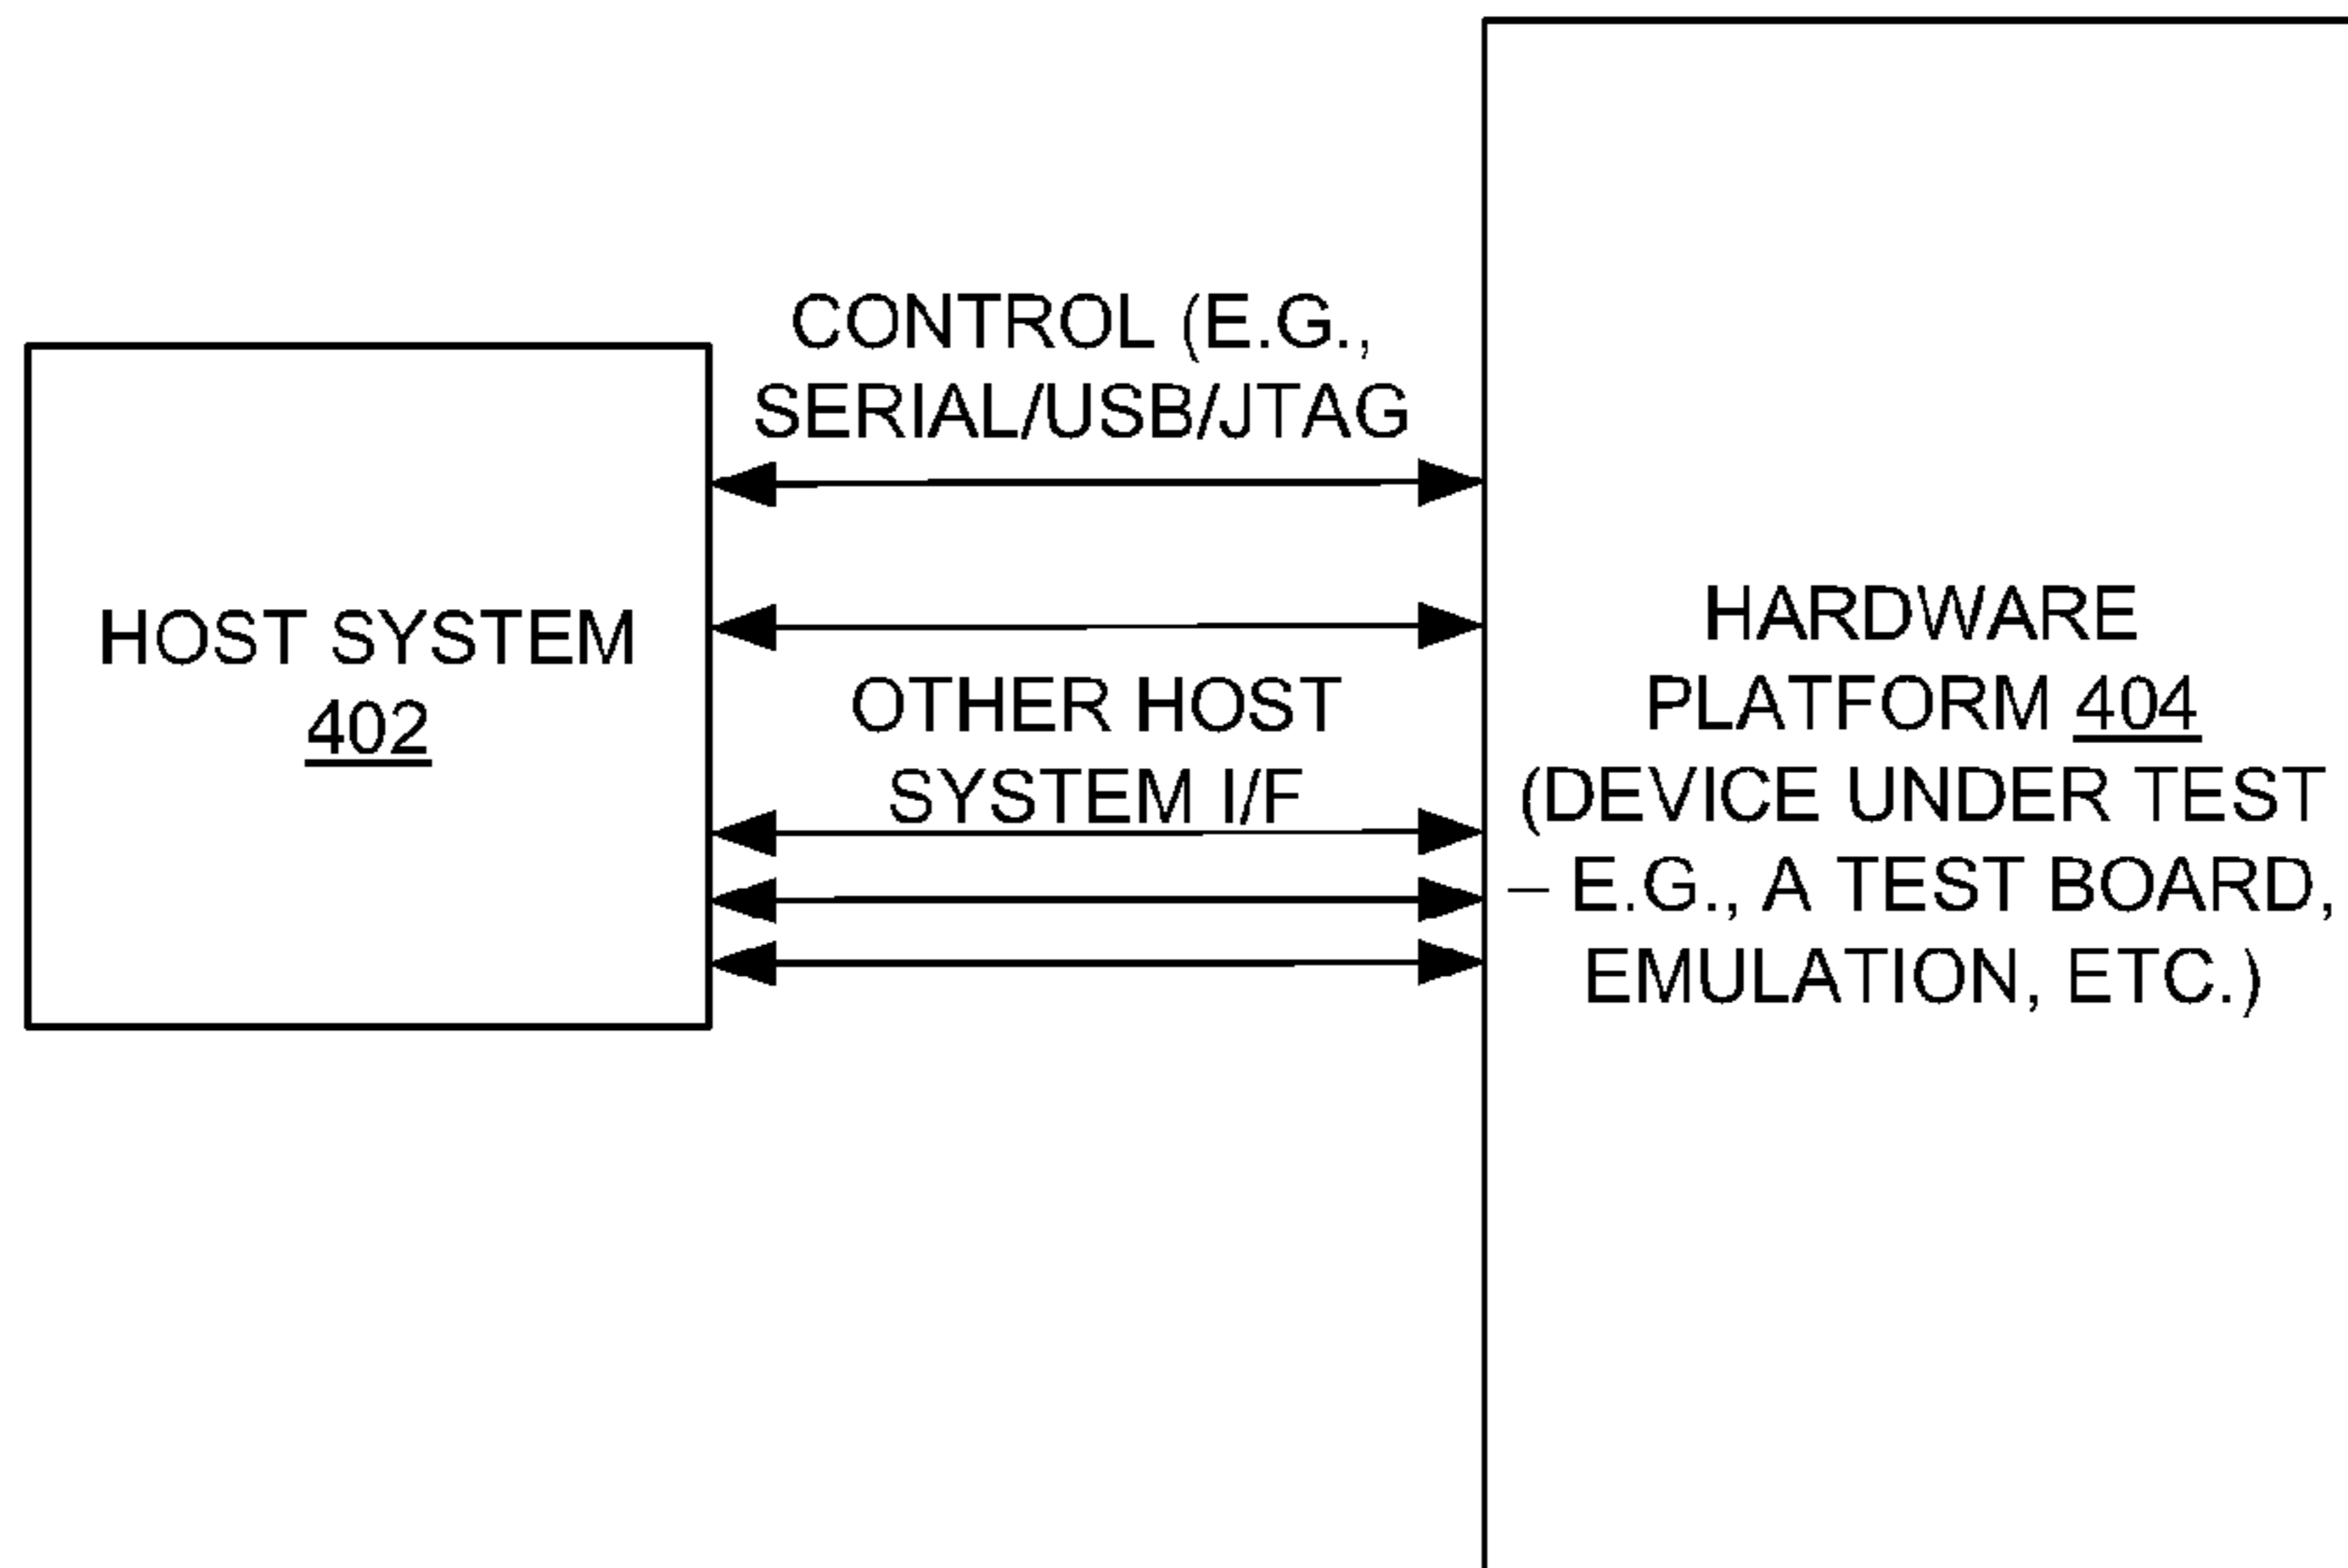 CONTROL (E.G.,
SERIAL/USB/JTAG
HOST SYSTEM
402
OTHER HOST
SYSTEM I/F
HARDWARE
PLATFORM 404
(DEVICE UNDER TEST
– E.G., A TEST BOARD,
EMULATION, ETC.)